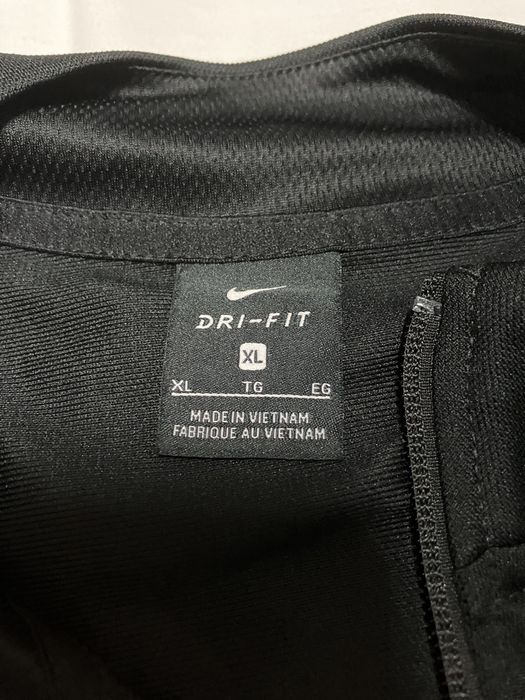 DRI-FIT
XL
XL TG EG
MADE IN VIETNAM
FABRIQUE AU VIETNAM